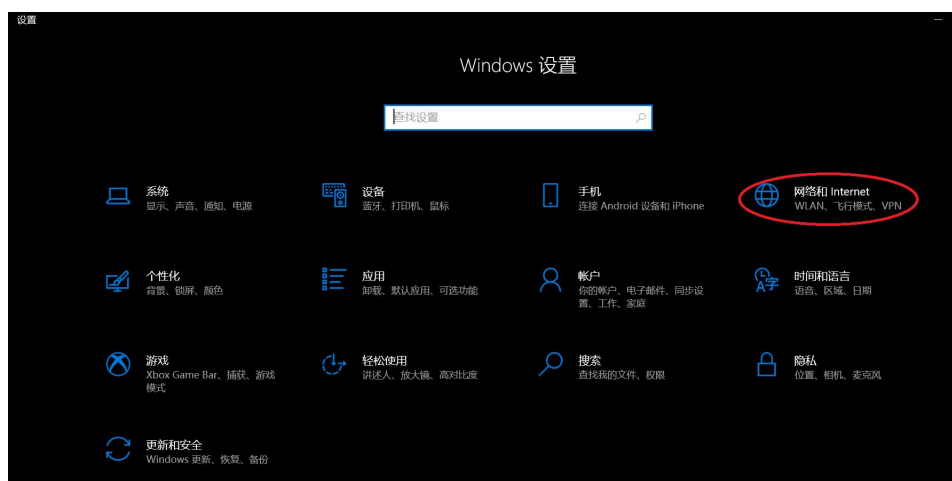 设置
Windows 设置
查找设置
系统
显示、声音、通知、电源
设备
蓝牙、打印机、鼠标
手机
连接 Android 设备和 iPhone
网络和 Internet
WLAN、飞行模式、VPN
个性化
背景、锁屏、颜色
应用
卸载、默认应用、可选功能
帐户
你的帐户、电子邮件、同步设
置、工作、家庭
时间和语言
语音、区域、日期
游戏
Xbox Game Bar、捕获、游戏
模式
轻松使用
讲述人、放大镜、高对比度
搜索
查找我的文件、权限
隐私
位置、相机、麦克风
更新和安全
Windows 更新、恢复、备份